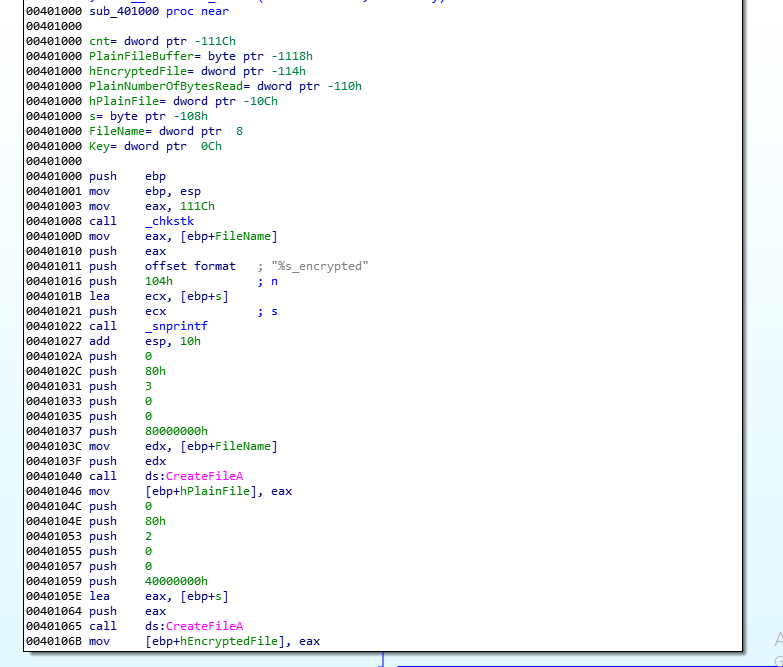 00401000 sub_401000 proc near
00401000
00401000 cnt= dword ptr -111Ch
00401000 PlainFileBuffer= byte ptr -1118h
00401000 hEncryptedFile= dword ptr -114h
00401000 PlainNumberOfBytesRead= dword ptr -110h
00401000 hPlainFile= dword ptr -10Ch
00401000 s= byte ptr -108h
00401000 FileName= dword ptr  8
00401000 Key= dword ptr  0Ch
00401000
00401000 push    ebp
00401001 mov     ebp, esp
00401003 mov     eax, 111Ch
00401008 call    _chkstk
0040100D mov     eax, [ebp+FileName]
00401010 push    eax
00401011 push    offset format   ; "%s_encrypted"
00401016 push    104h            ; n
0040101B lea     ecx, [ebp+s]
00401021 push    ecx             ; s
00401022 call    _snprintf
00401027 add     esp, 10h
0040102A push    0
0040102C push    80h
00401031 push    3
00401033 push    0
00401035 push    0
00401037 push    80000000h
0040103C mov     edx, [ebp+FileName]
0040103F push    edx
00401040 call    ds:CreateFileA
00401046 mov     [ebp+hPlainFile], eax
0040104C push    0
0040104E push    80h
00401053 push    2
00401055 push    0
00401057 push    0
00401059 push    40000000h
0040105E lea     eax, [ebp+s]
00401064 push    eax
00401065 call    ds:CreateFileA
0040106B mov     [ebp+hEncryptedFile], eax